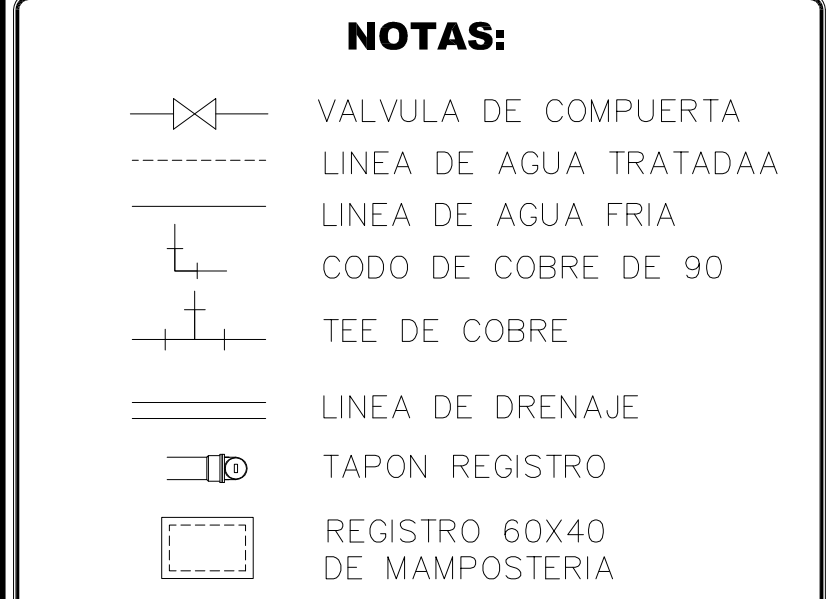 NOTAS:
VALVULA DE COMPUERTA
LINEA DE AGUA TRATADAA
LINEA DE AGUA FRIA
CODO DE COBRE DE 90
TEE DE COBRE
LINEA DE DRENAJE
TAPON REGISTRO
REGISTRO 60X40
DE MAMPOSTERIA